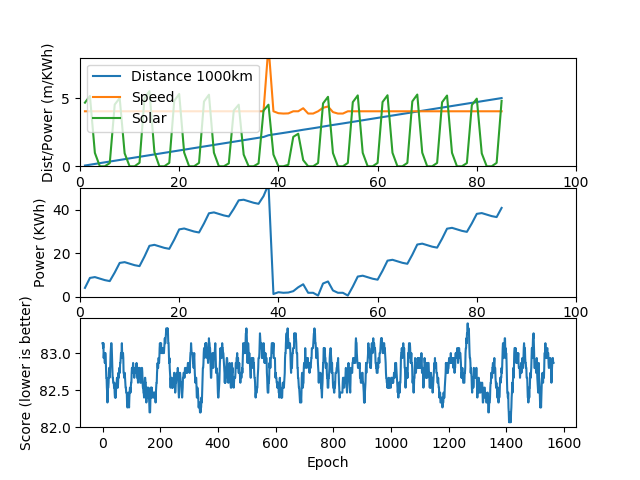 Dist/Power (m/KWh)
5
0
Distance 1000km
Speed
Solar
0 20 40 60 80 100
Power (KWh)
40
20
0
0 20 40 60 80 100
Score (lower is better)
83.0
82.5
82.0
0 200 400 600 800 1000 1200 1400 1600
Epoch